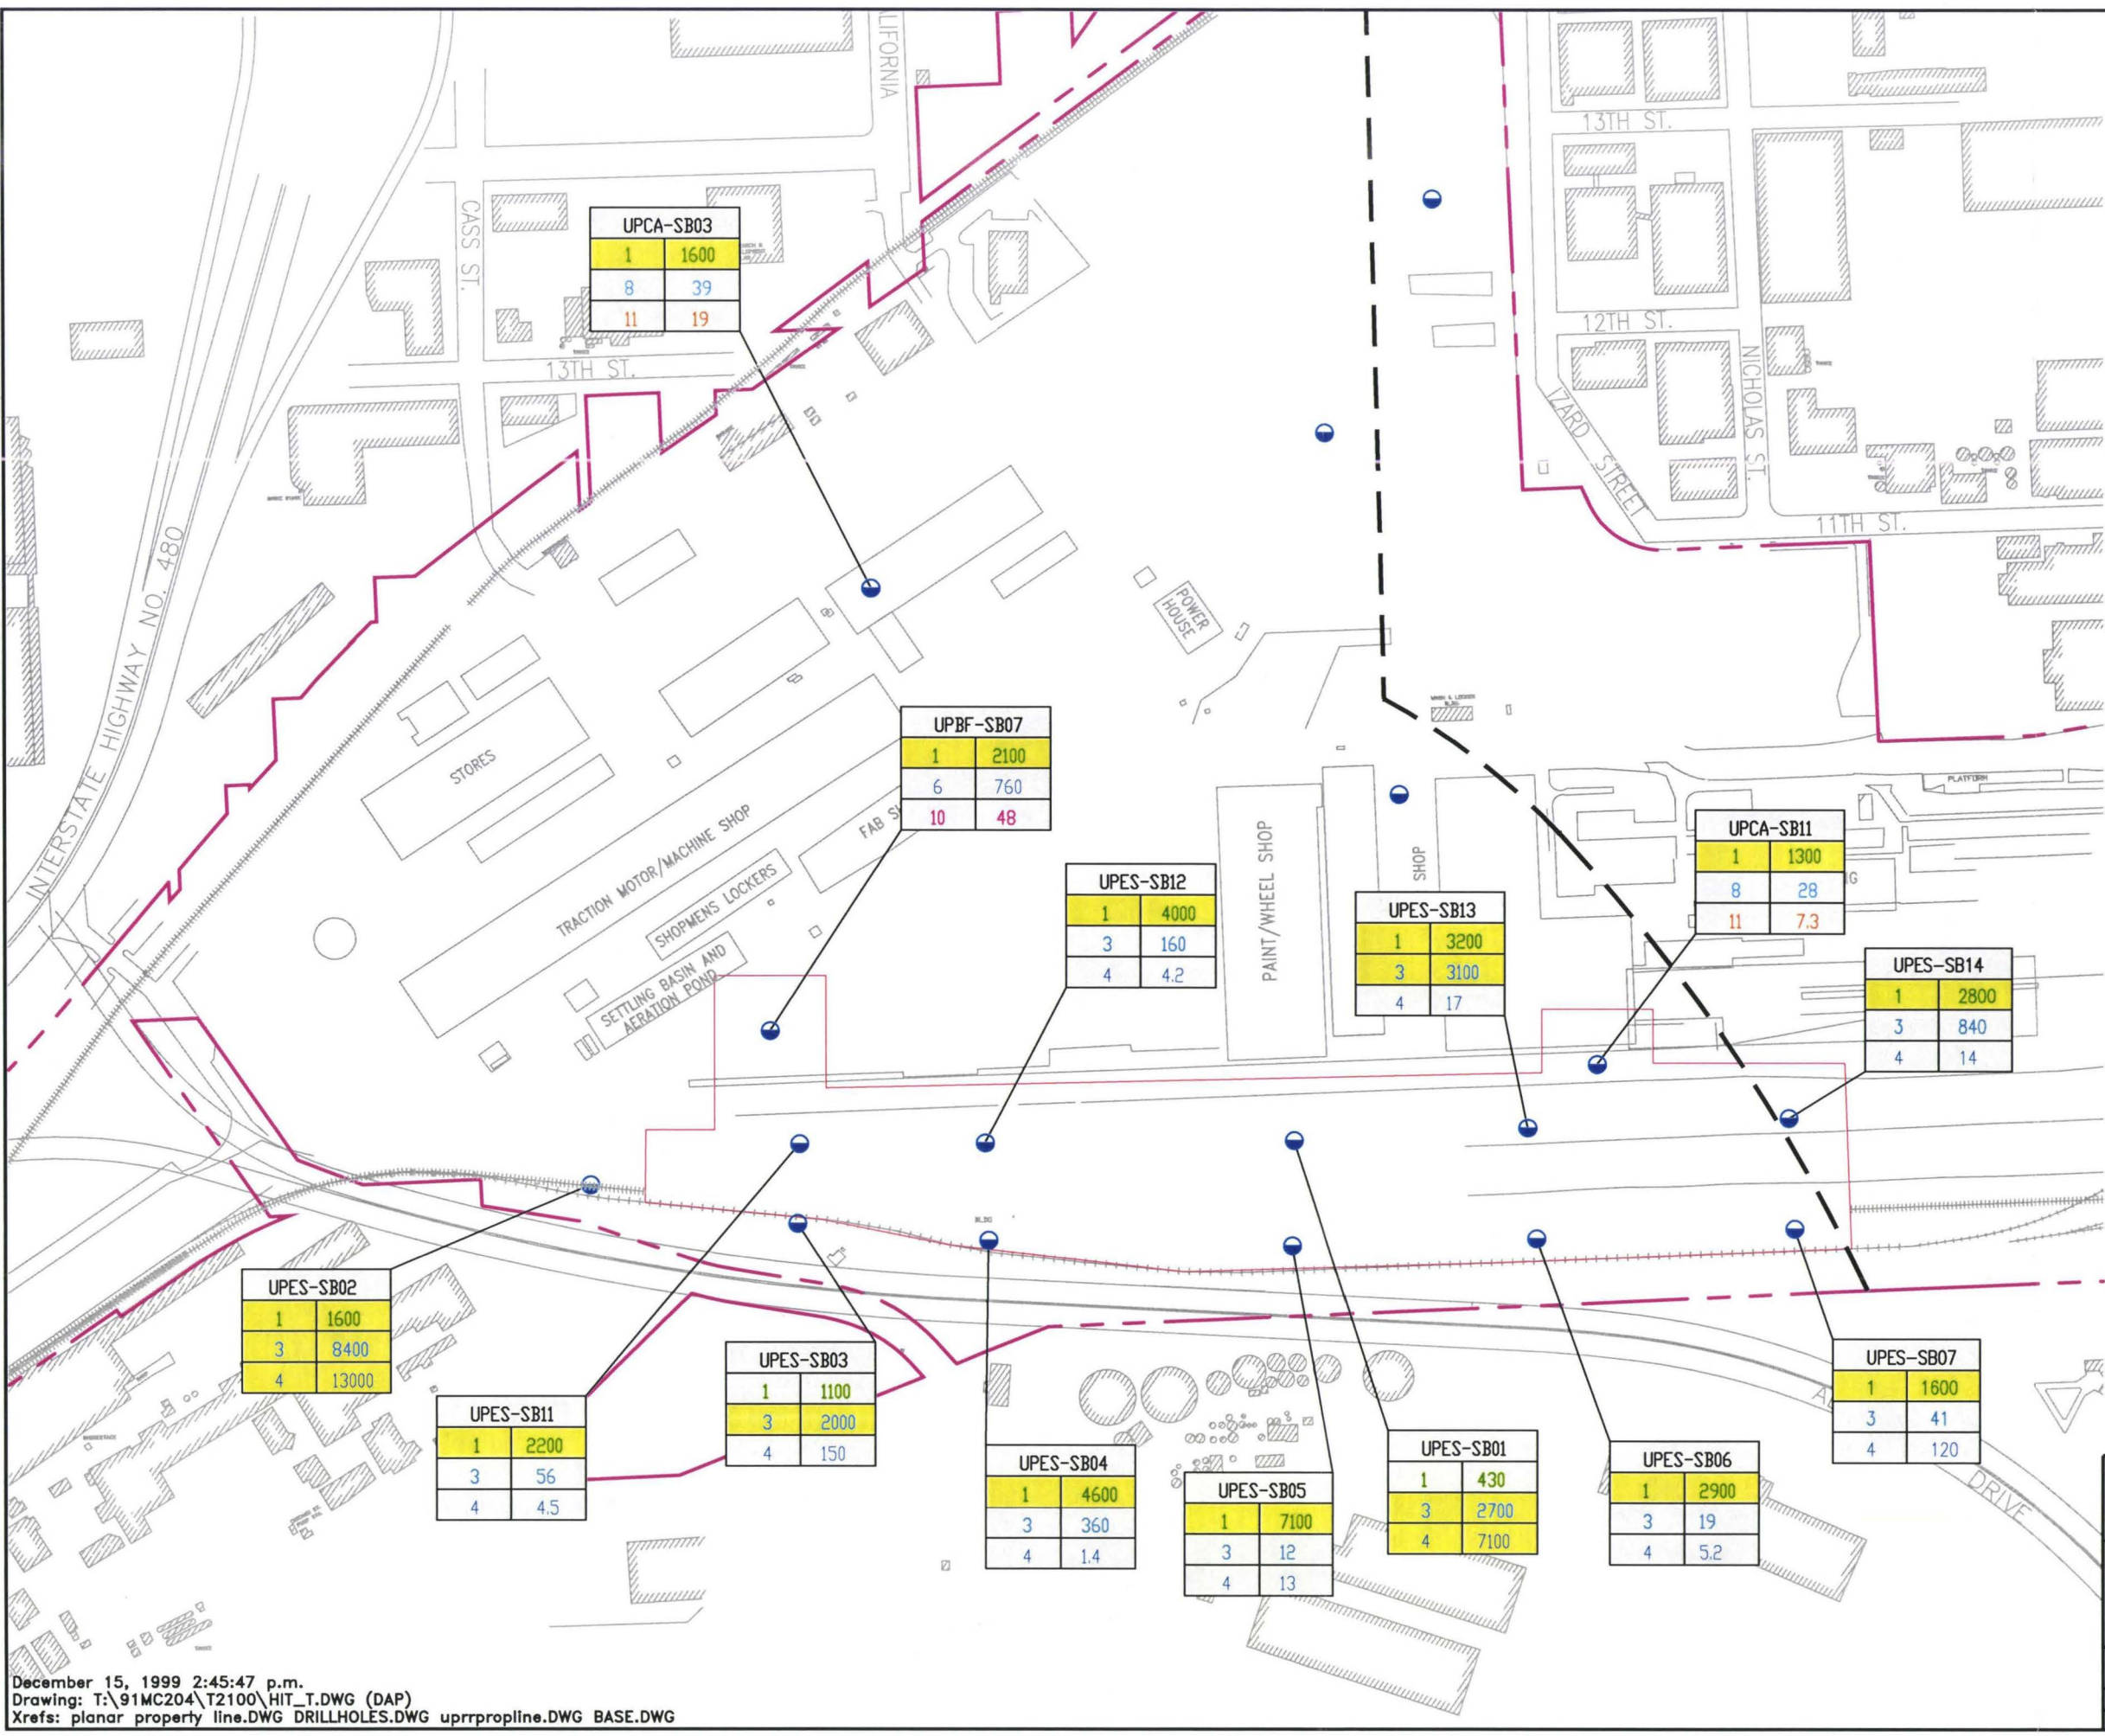 CALIFORNIA
13TH ST.
CASS ST.
UPCA-SB03
1 1600
8 39
11 19
12TH ST.
13TH ST.
NICHOLAS ST.
IZARD STREET
11TH ST.
INTERSTATE HIGHWAY NO. 480
POWER
HOUSE
STORES
UPBF-SB07
1 2100
6 760
10 48
TRACTION MOTOR/MACHINE SHOP
SHOPMENS LOCKERS
SETTLING BASIN AND
AERATION POND
PAINT/WHEEL SHOP
SHOP
PLATFORM
UPCA-SB11
1 1300
8 28
11 7.3
UPES-SB12
1 4000
3 160
4 4.2
UPES-SB13
1 3200
3 3100
4 17
UPES-SB14
1 2800
3 840
4 14
BLDG
UPES-SB02
1 1600
3 8400
4 13000
UPES-SB03
1 1100
3 2000
4 150
UPES-SB07
1 1600
3 41
4 120
UPES-SB11
1 2200
3 56
4 4.5
UPES-SB04
1 4600
3 360
4 1.4
UPES-SB05
1 7100
3 12
4 13
UPES-SB01
1 430
3 2700
4 7100
UPES-SB06
1 2900
3 19
4 5.2
DRIVE
December 15, 1999 2:45:47 p.m.
Drawing: T:\91MC204\T2100\HIT_T.DWG (DAP)
Xrefs: planar property line.DWG DRILLHOLES.DWG uprrpropline.DWG BASE.DWG